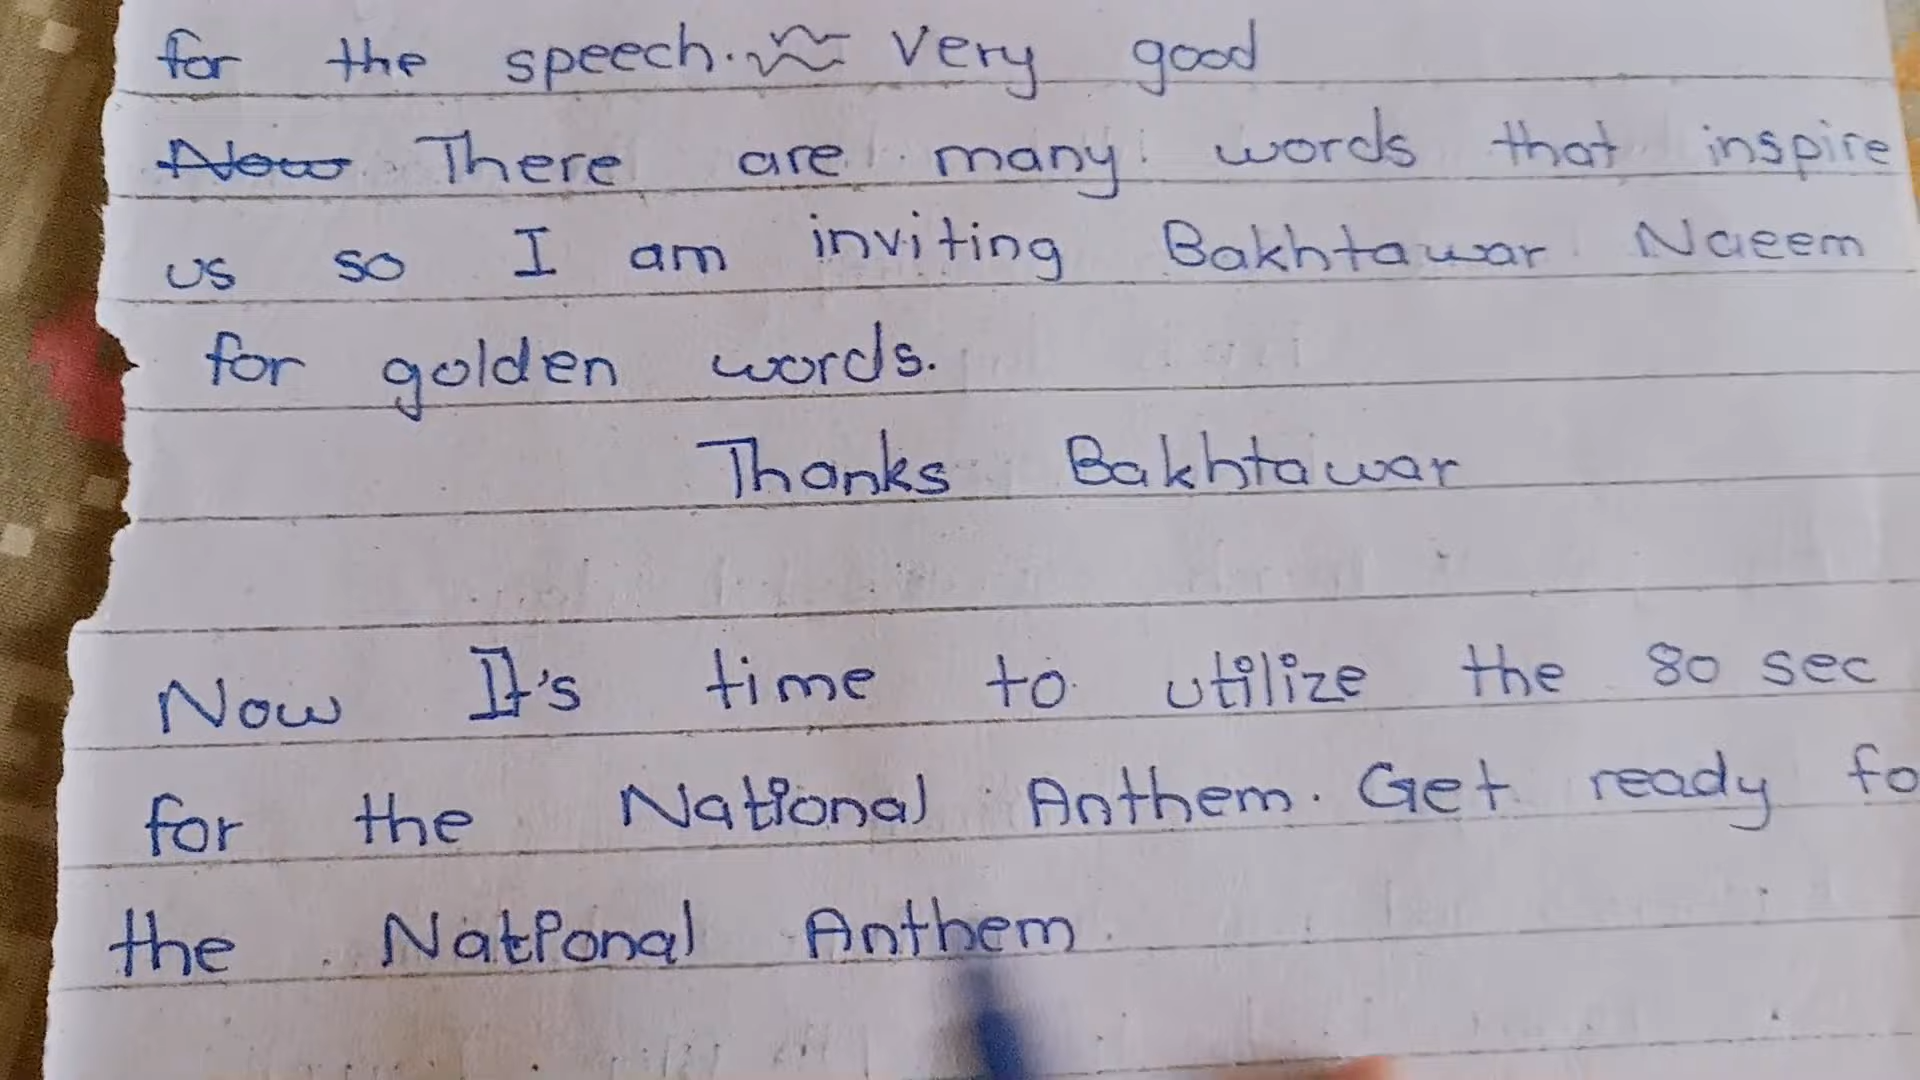 for the speech. Very good
Now There are many words that inspire
us so I am inviting Bakhtawar Naeem
for golden words.
Thanks Bakhtawar
Now It's time to utilize the 80 sec
for the National Anthem. Get ready fo
the National Anthem